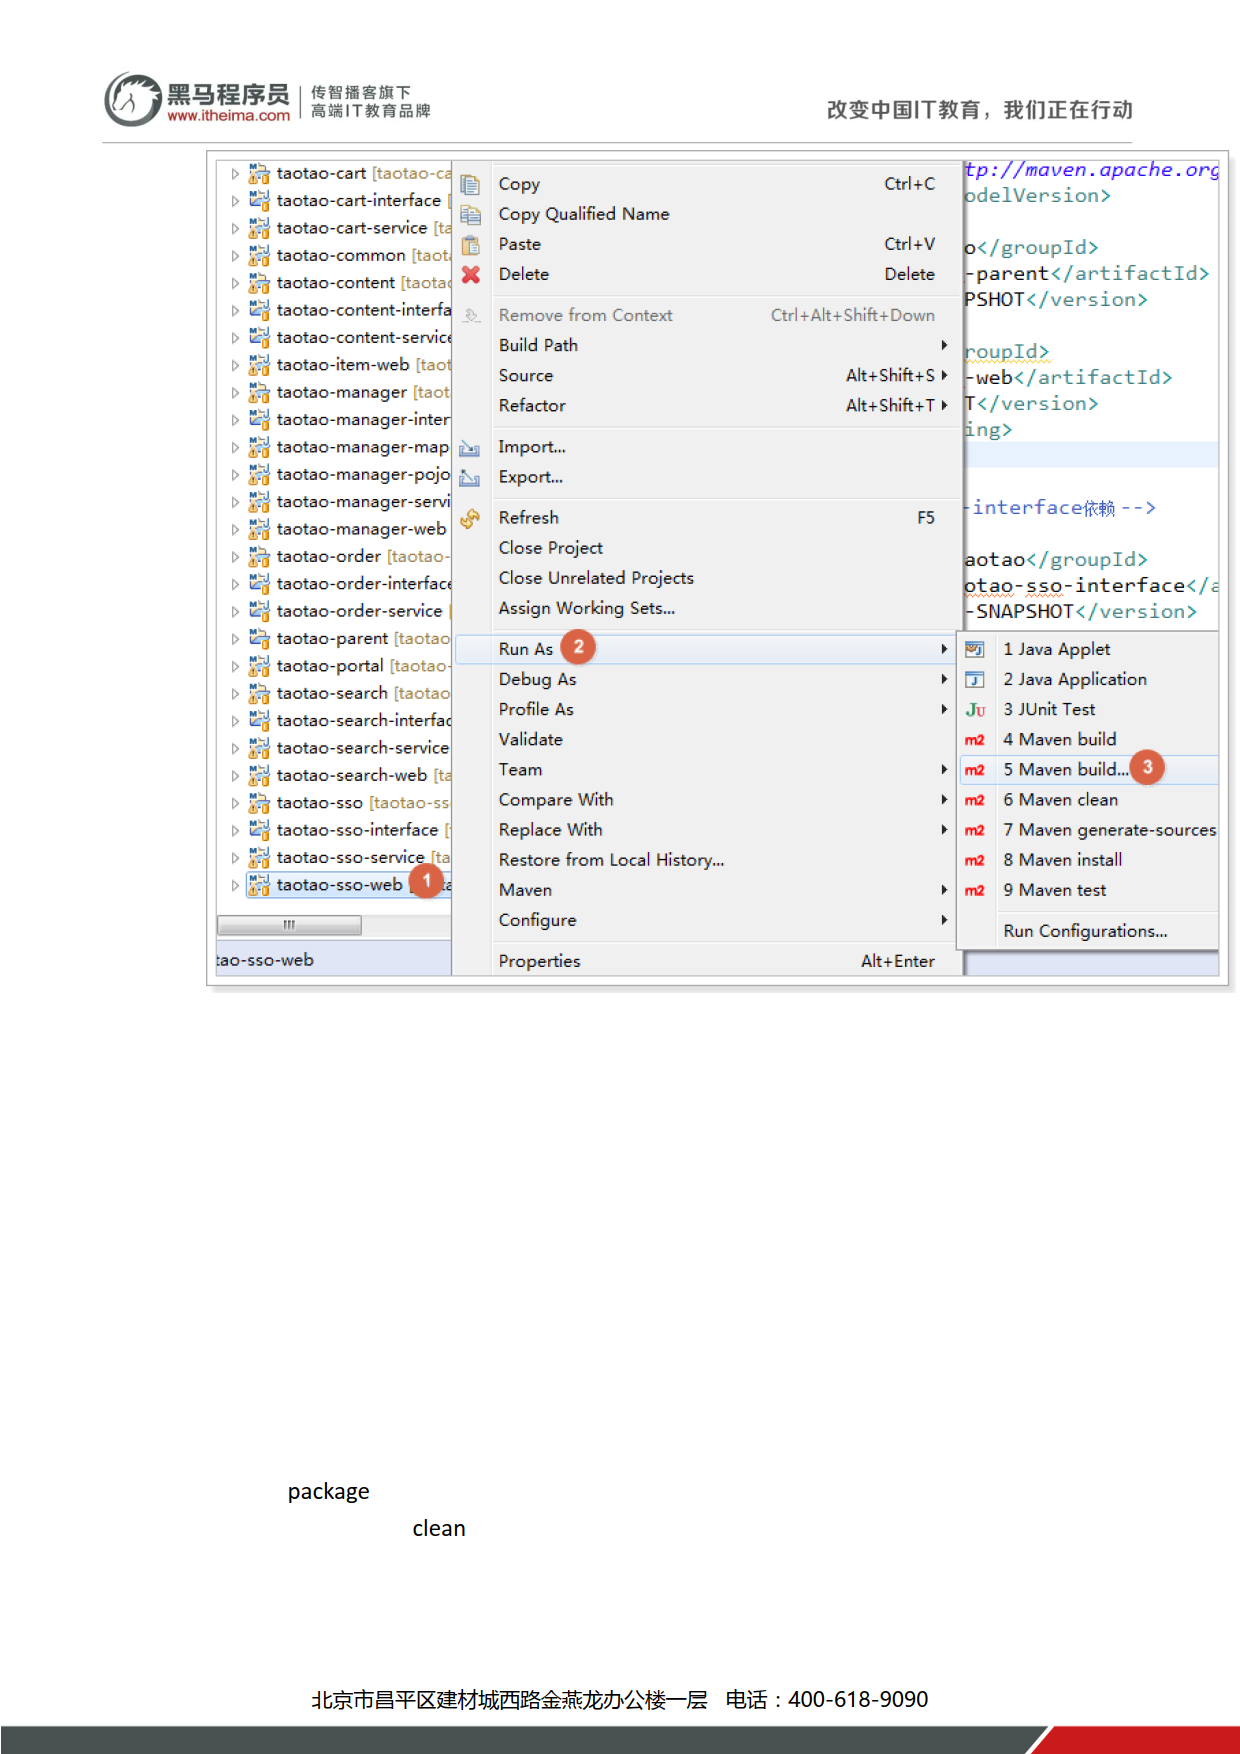 黑马程序员
www.itheima.com
传智播客旗下
高端IT教育品牌
改变中国IT教育，我们正在行动
taotao-cart [taotao-ca
taotao-cart-interface [
taotao-cart-service [ta
taotao-common [taota
taotao-content [taotao
taotao-content-interfa
taotao-content-service
taotao-item-web [taot
taotao-manager [taot
taotao-manager-inter
taotao-manager-map
taotao-manager-pojo
taotao-manager-servi
taotao-manager-web
taotao-order [taotao-
taotao-order-interface
taotao-order-service [
taotao-parent [taotao
taotao-portal [taotao-
taotao-search [taotao
taotao-search-interfac
taotao-search-service
taotao-search-web [ta
taotao-sso [taotao-ss
taotao-sso-interface [
taotao-sso-service [ta
taotao-sso-web [ 1 ta
tao-sso-web
Copy Ctrl+C
Copy Qualified Name
Paste Ctrl+V
Delete Delete
Remove from Context Ctrl+Alt+Shift+Down
Build Path
Source Alt+Shift+S
Refactor Alt+Shift+T
Import...
Export...
Refresh F5
Close Project
Close Unrelated Projects
Assign Working Sets...
Run As 2
Debug As
Profile As
Validate
Team
Compare With
Replace With
Restore from Local History...
Maven
Configure
Properties Alt+Enter
tp://maven.apache.org
odelVersion>
o</groupId>
-parent</artifactId>
PSHOT</version>
roupId>
-web</artifactId>
T</version>
ing>
-interface依赖 -->
aotao</groupId>
otao-sso-interface</a
-SNAPSHOT</version>
1 Java Applet
2 Java Application
JU 3 JUnit Test
m2 4 Maven build
m2 5 Maven build... 3
m2 6 Maven clean
m2 7 Maven generate-sources
m2 8 Maven install
m2 9 Maven test
Run Configurations...
package
clean
北京市昌平区建材城西路金燕龙办公楼一层 电话：400-618-9090